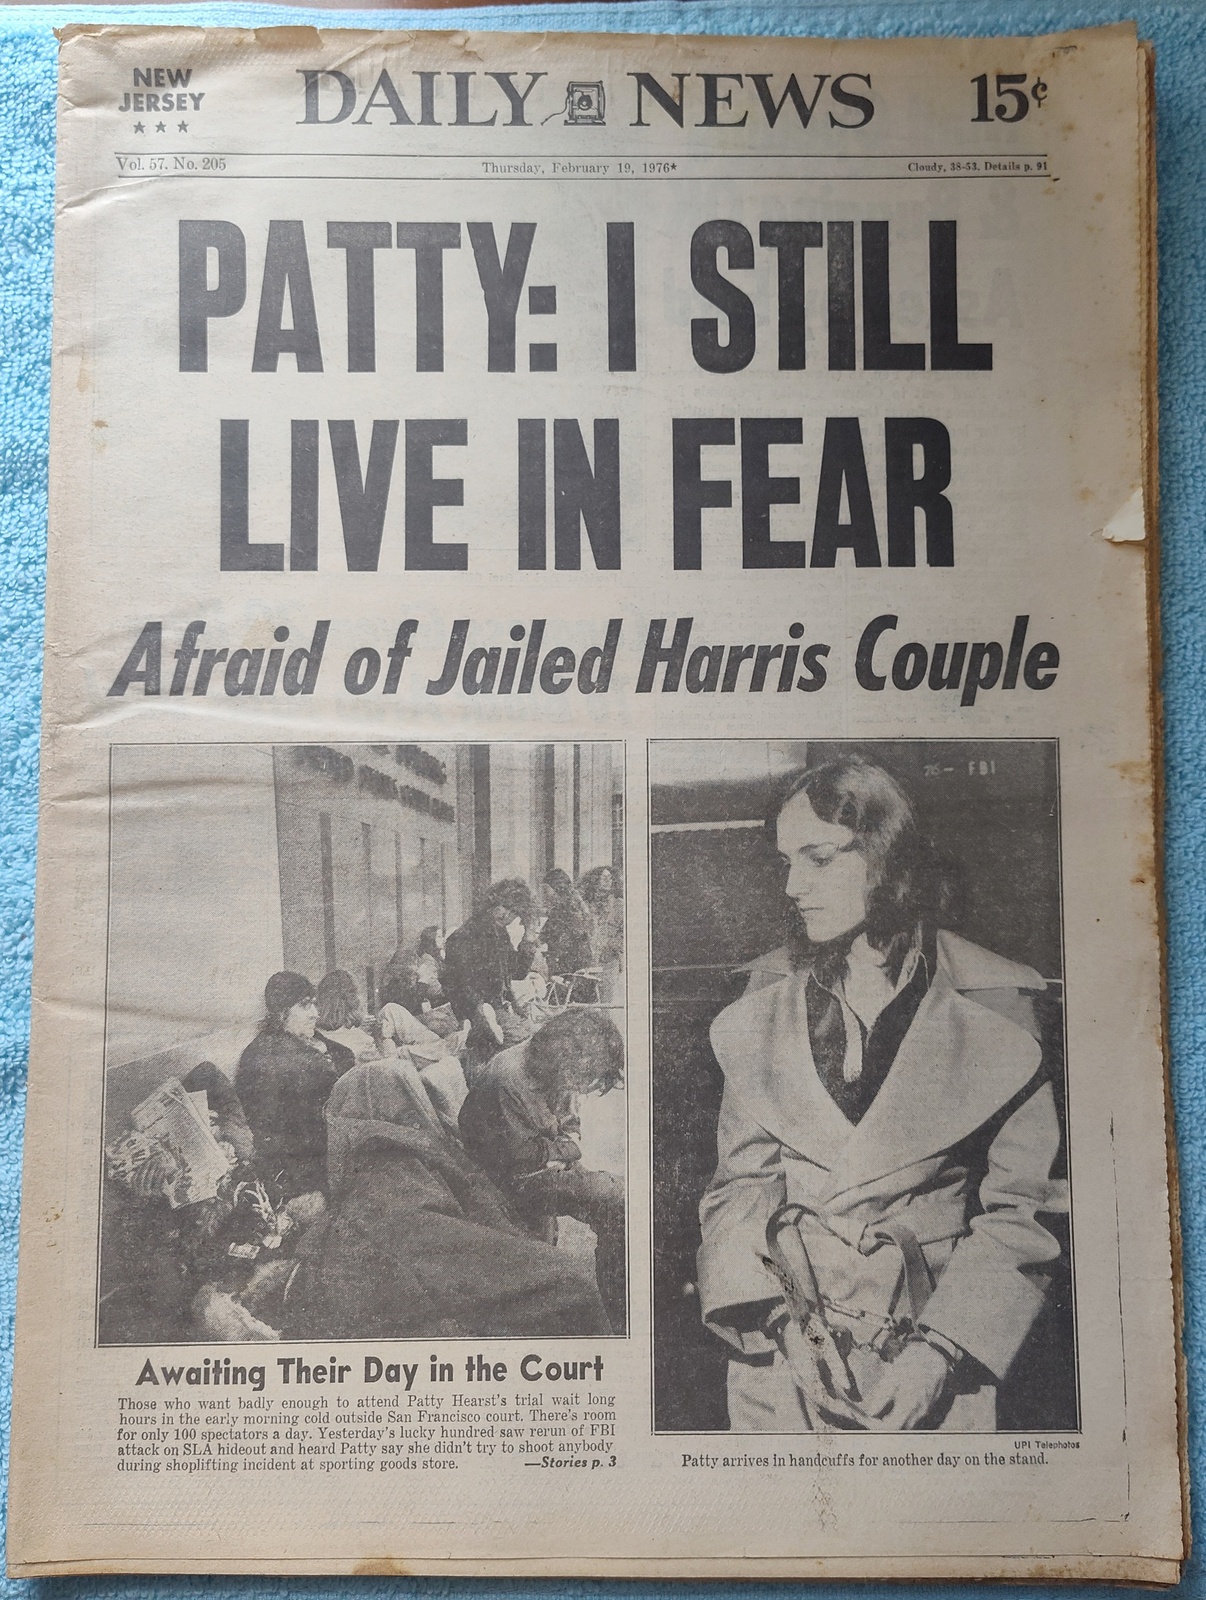 NEW
JERSEY
★ ★ ★
DAILY NEWS
15¢
Vol. 57. No. 205
Thursday, February 19, 1976★
Cloudy, 38-53. Details p. 91
PATTY: I STILL
LIVE IN FEAR
Afraid of Jailed Harris Couple
75- FBI
Awaiting Their Day in the Court
Those who want badly enough to attend Patty Hearst's trial wait long
hours in the early morning cold outside San Francisco court. There's room
for only 100 spectators a day. Yesterday's lucky hundred saw rerun of FBI
attack on SLA hideout and heard Patty say she didn't try to shoot anybody
during shoplifting incident at sporting goods store. —Stories p. 3
UPI Telephotos
Patty arrives in handcuffs for another day on the stand.